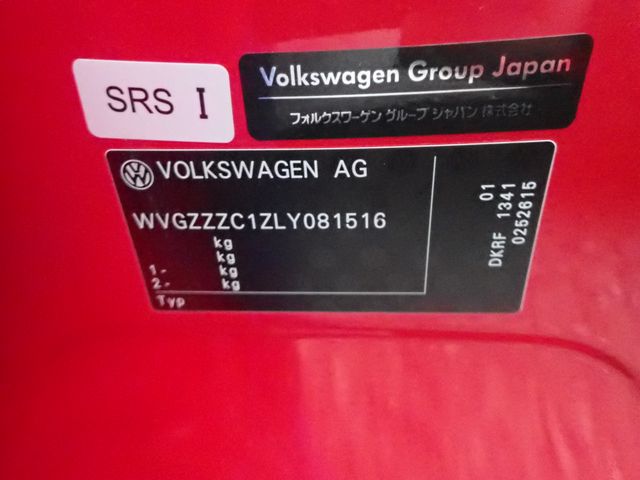 SRS I
Volkswagen Group Japan
フォルクスワーゲン グループ ジャパン 株式会社
VOLKSWAGEN AG
WVGZZZC1ZLY081516
kg
kg
1- kg
2- kg
Typ
01
DKRF 1341
0252615